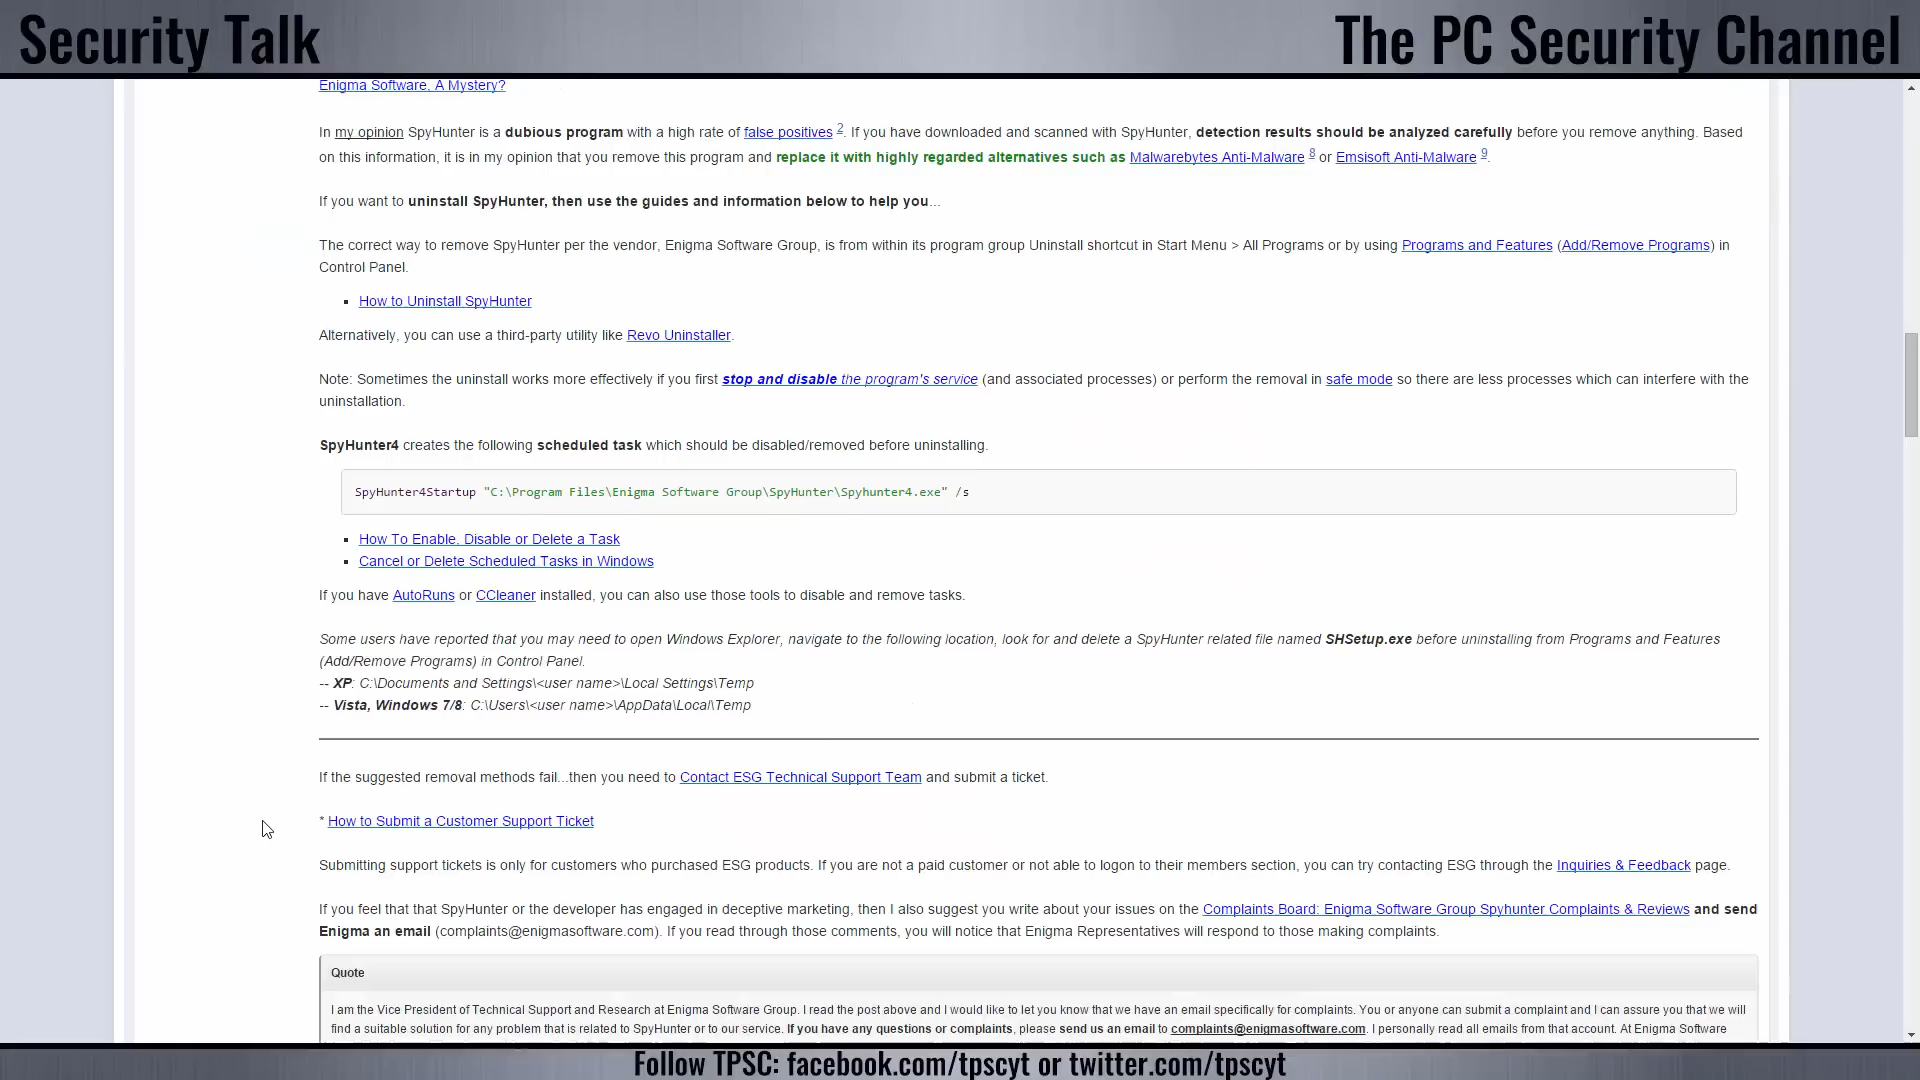 Security Talk
The PC Security Channel
Enigma Software, A Mystery?
In my opinion SpyHunter is a dubious program with a high rate of false positives 2. If you have downloaded and scanned with SpyHunter, detection results should be analyzed carefully before you remove anything. Based
on this information, it is in my opinion that you remove this program and replace it with highly regarded alternatives such as Malwarebytes Anti-Malware 8 or Emsisoft Anti-Malware 9.
If you want to uninstall SpyHunter, then use the guides and information below to help you...
The correct way to remove SpyHunter per the vendor, Enigma Software Group, is from within its program group Uninstall shortcut in Start Menu > All Programs or by using Programs and Features (Add/Remove Programs) in
Control Panel.
▪ How to Uninstall SpyHunter
Alternatively, you can use a third-party utility like Revo Uninstaller.
Note: Sometimes the uninstall works more effectively if you first stop and disable the program's service (and associated processes) or perform the removal in safe mode so there are less processes which can interfere with the
uninstallation.
SpyHunter4 creates the following scheduled task which should be disabled/removed before uninstalling.
SpyHunter4Startup "C:\Program Files\Enigma Software Group\SpyHunter\Spyhunter4.exe" /s
▪ How To Enable, Disable or Delete a Task
▪ Cancel or Delete Scheduled Tasks in Windows
If you have AutoRuns or CCleaner installed, you can also use those tools to disable and remove tasks.
Some users have reported that you may need to open Windows Explorer, navigate to the following location, look for and delete a SpyHunter related file named SHSetup.exe before uninstalling from Programs and Features
(Add/Remove Programs) in Control Panel.
-- XP: C:\Documents and Settings\<user name>\Local Settings\Temp
-- Vista, Windows 7/8: C:\Users\<user name>\AppData\Local\Temp
If the suggested removal methods fail...then you need to Contact ESG Technical Support Team and submit a ticket.
* How to Submit a Customer Support Ticket
Submitting support tickets is only for customers who purchased ESG products. If you are not a paid customer or not able to logon to their members section, you can try contacting ESG through the Inquiries & Feedback page.
If you feel that that SpyHunter or the developer has engaged in deceptive marketing, then I also suggest you write about your issues on the Complaints Board: Enigma Software Group Spyhunter Complaints & Reviews and send
Enigma an email (complaints@enigmasoftware.com). If you read through those comments, you will notice that Enigma Representatives will respond to those making complaints.
Quote
I am the Vice President of Technical Support and Research at Enigma Software Group. I read the post above and I would like to let you know that we have an email specifically for complaints. You or anyone can submit a complaint and I can assure you that we will
find a suitable solution for any problem that is related to SpyHunter or to our service. If you have any questions or complaints, please send us an email to complaints@enigmasoftware.com. I personally read all emails from that account. At Enigma Software
Follow TPSC: facebook.com/tpscyt or twitter.com/tpscyt